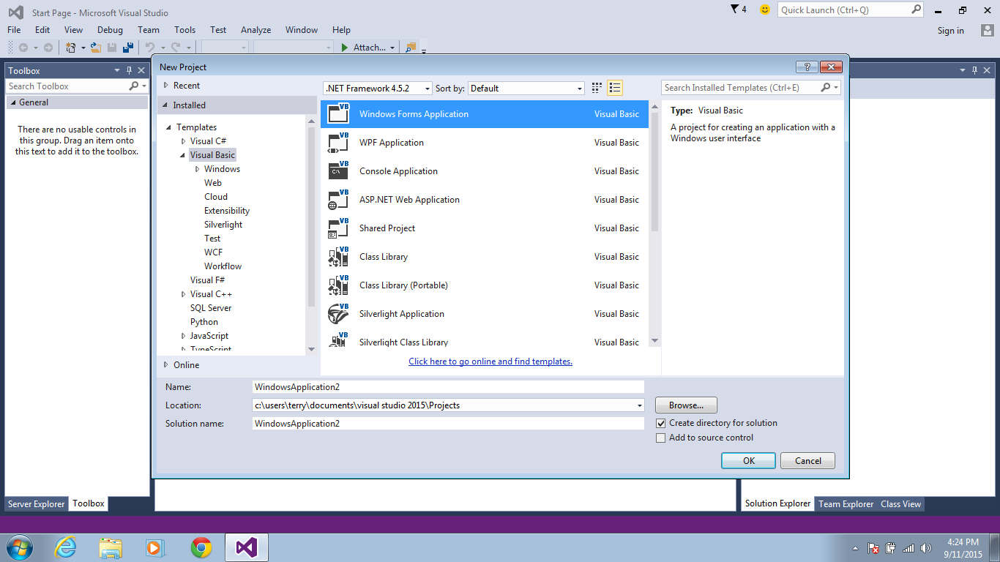 Start Page - Microsoft Visual Studio
4
Quick Launch (Ctrl+Q)
File Edit View Debug Team Tools Test Analyze Window Help
Sign in
Attach...
Toolbox
Search Toolbox
General
There are no usable controls in
this group. Drag an item onto
this text to add it to the toolbox.
Server Explorer Toolbox
New Project
?
Recent
Installed
Templates
Visual C#
Visual Basic
Windows
Web
Cloud
Extensibility
Silverlight
Test
WCF
Workflow
Visual F#
Visual C++
SQL Server
Python
JavaScript
TypeScript
Online
.NET Framework 4.5.2 Sort by: Default
VB Windows Forms Application Visual Basic
VB WPF Application Visual Basic
VB C:\ Console Application Visual Basic
VB ASP.NET Web Application Visual Basic
VB Shared Project Visual Basic
VB Class Library Visual Basic
VB Class Library (Portable) Visual Basic
VB Silverlight Application Visual Basic
VB Silverlight Class Library Visual Basic
Click here to go online and find templates.
Search Installed Templates (Ctrl+E)
Type: Visual Basic
A project for creating an application with a
Windows user interface
Name: WindowsApplication2
Location: c:\users\terry\documents\visual studio 2015\Projects Browse...
Solution name: WindowsApplication2
Create directory for solution
Add to source control
OK Cancel
Solution Explorer Team Explorer Class View
4:24 PM
9/11/2015